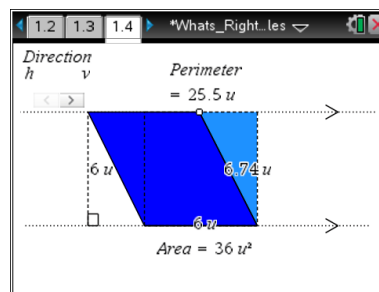 1.2 1.3 1.4 *Whats_Right...les
Direction
h v
Perimeter
= 25.5 u
6 u
6.74 u
6 u
Area = 36 u²